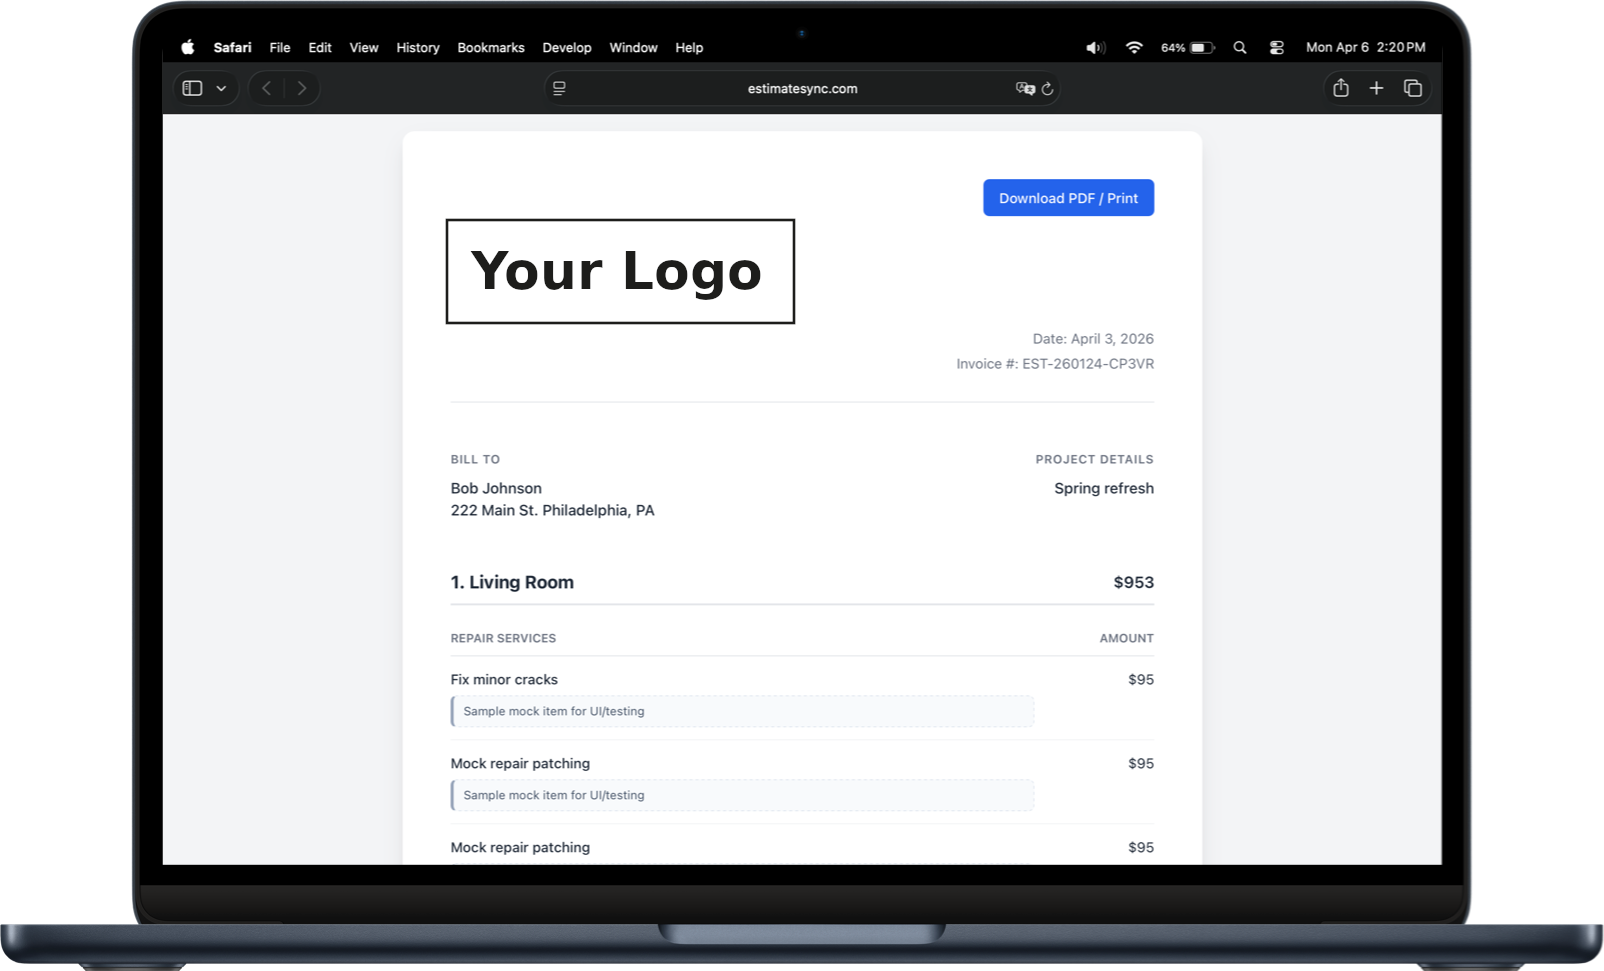 Safari File Edit View History Bookmarks Develop Window Help 64% Mon Apr 6 2:20 PM
estimatesync.com
Download PDF / Print
Your Logo
Date: April 3, 2026
Invoice #: EST-260124-CP3VR
BILL TO PROJECT DETAILS
Bob Johnson Spring refresh
222 Main St. Philadelphia, PA
1. Living Room $953
REPAIR SERVICES AMOUNT
Fix minor cracks $95
Sample mock item for UI/testing
Mock repair patching $95
Sample mock item for UI/testing
Mock repair patching $95